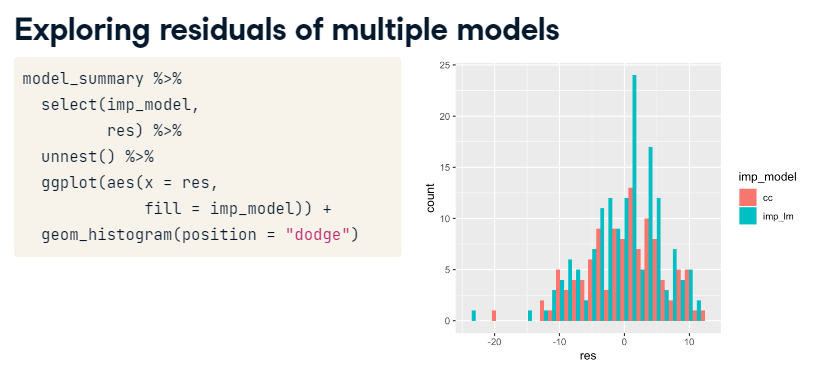 Exploring residuals of multiple models
model_summary %>%
  select(imp_model,
         res) %>%
  unnest() %>%
  ggplot(aes(x = res,
             fill = imp_model)) +
  geom_histogram(position = "dodge")
25
20
15
10
5
0
count
-20
-10
0
10
res
imp_model
cc
imp_lm